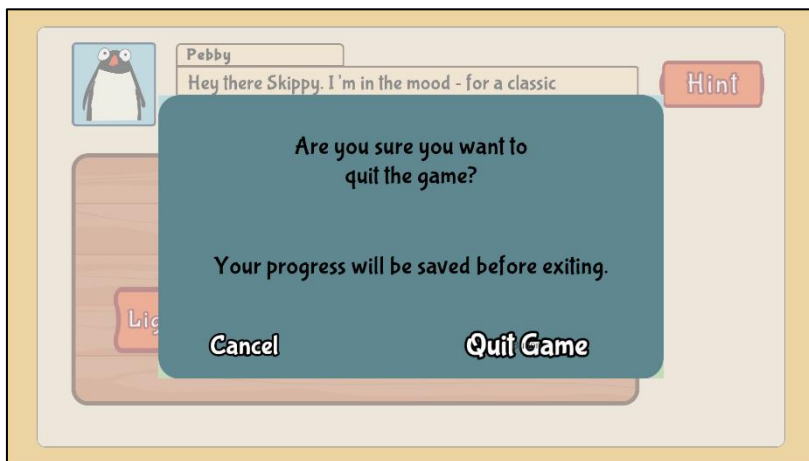 Pebby
Hey there Skippy. I'm in the mood - for a classic
Hint
Are you sure you want to
quit the game?
Your progress will be saved before exiting.
Lig
Cancel
Quit Game